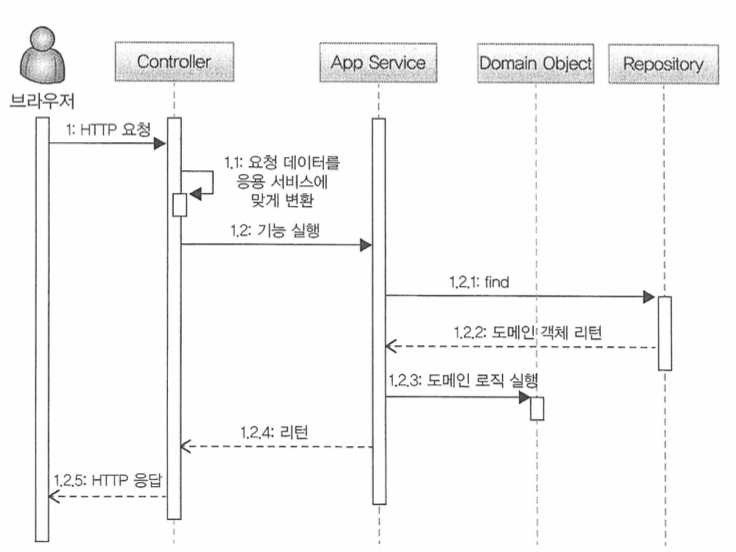 브라우저
Controller
App Service
Domain Object
Repository
1: HTTP 요청
1.1: 요청 데이터를
응용 서비스에
맞게 변환
1.2: 기능 실행
1.2.1: find
1.2.2: 도메인 객체 리턴
1.2.3: 도메인 로직 실행
1.2.4: 리턴
1.2.5: HTTP 응답